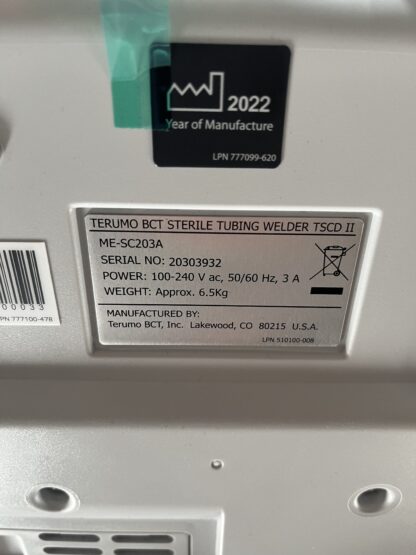 2022
Year of Manufacture
LPN 777099-620
TERUMO BCT STERILE TUBING WELDER TSCD II
ME-SC203A
SERIAL NO: 20303932
POWER: 100-240 V ac, 50/60 Hz, 3 A
WEIGHT: Approx. 6.5Kg
MANUFACTURED BY:
Terumo BCT, Inc. Lakewood, CO 80215 U.S.A.
LPN 510100-008
00033
PN 777100-478